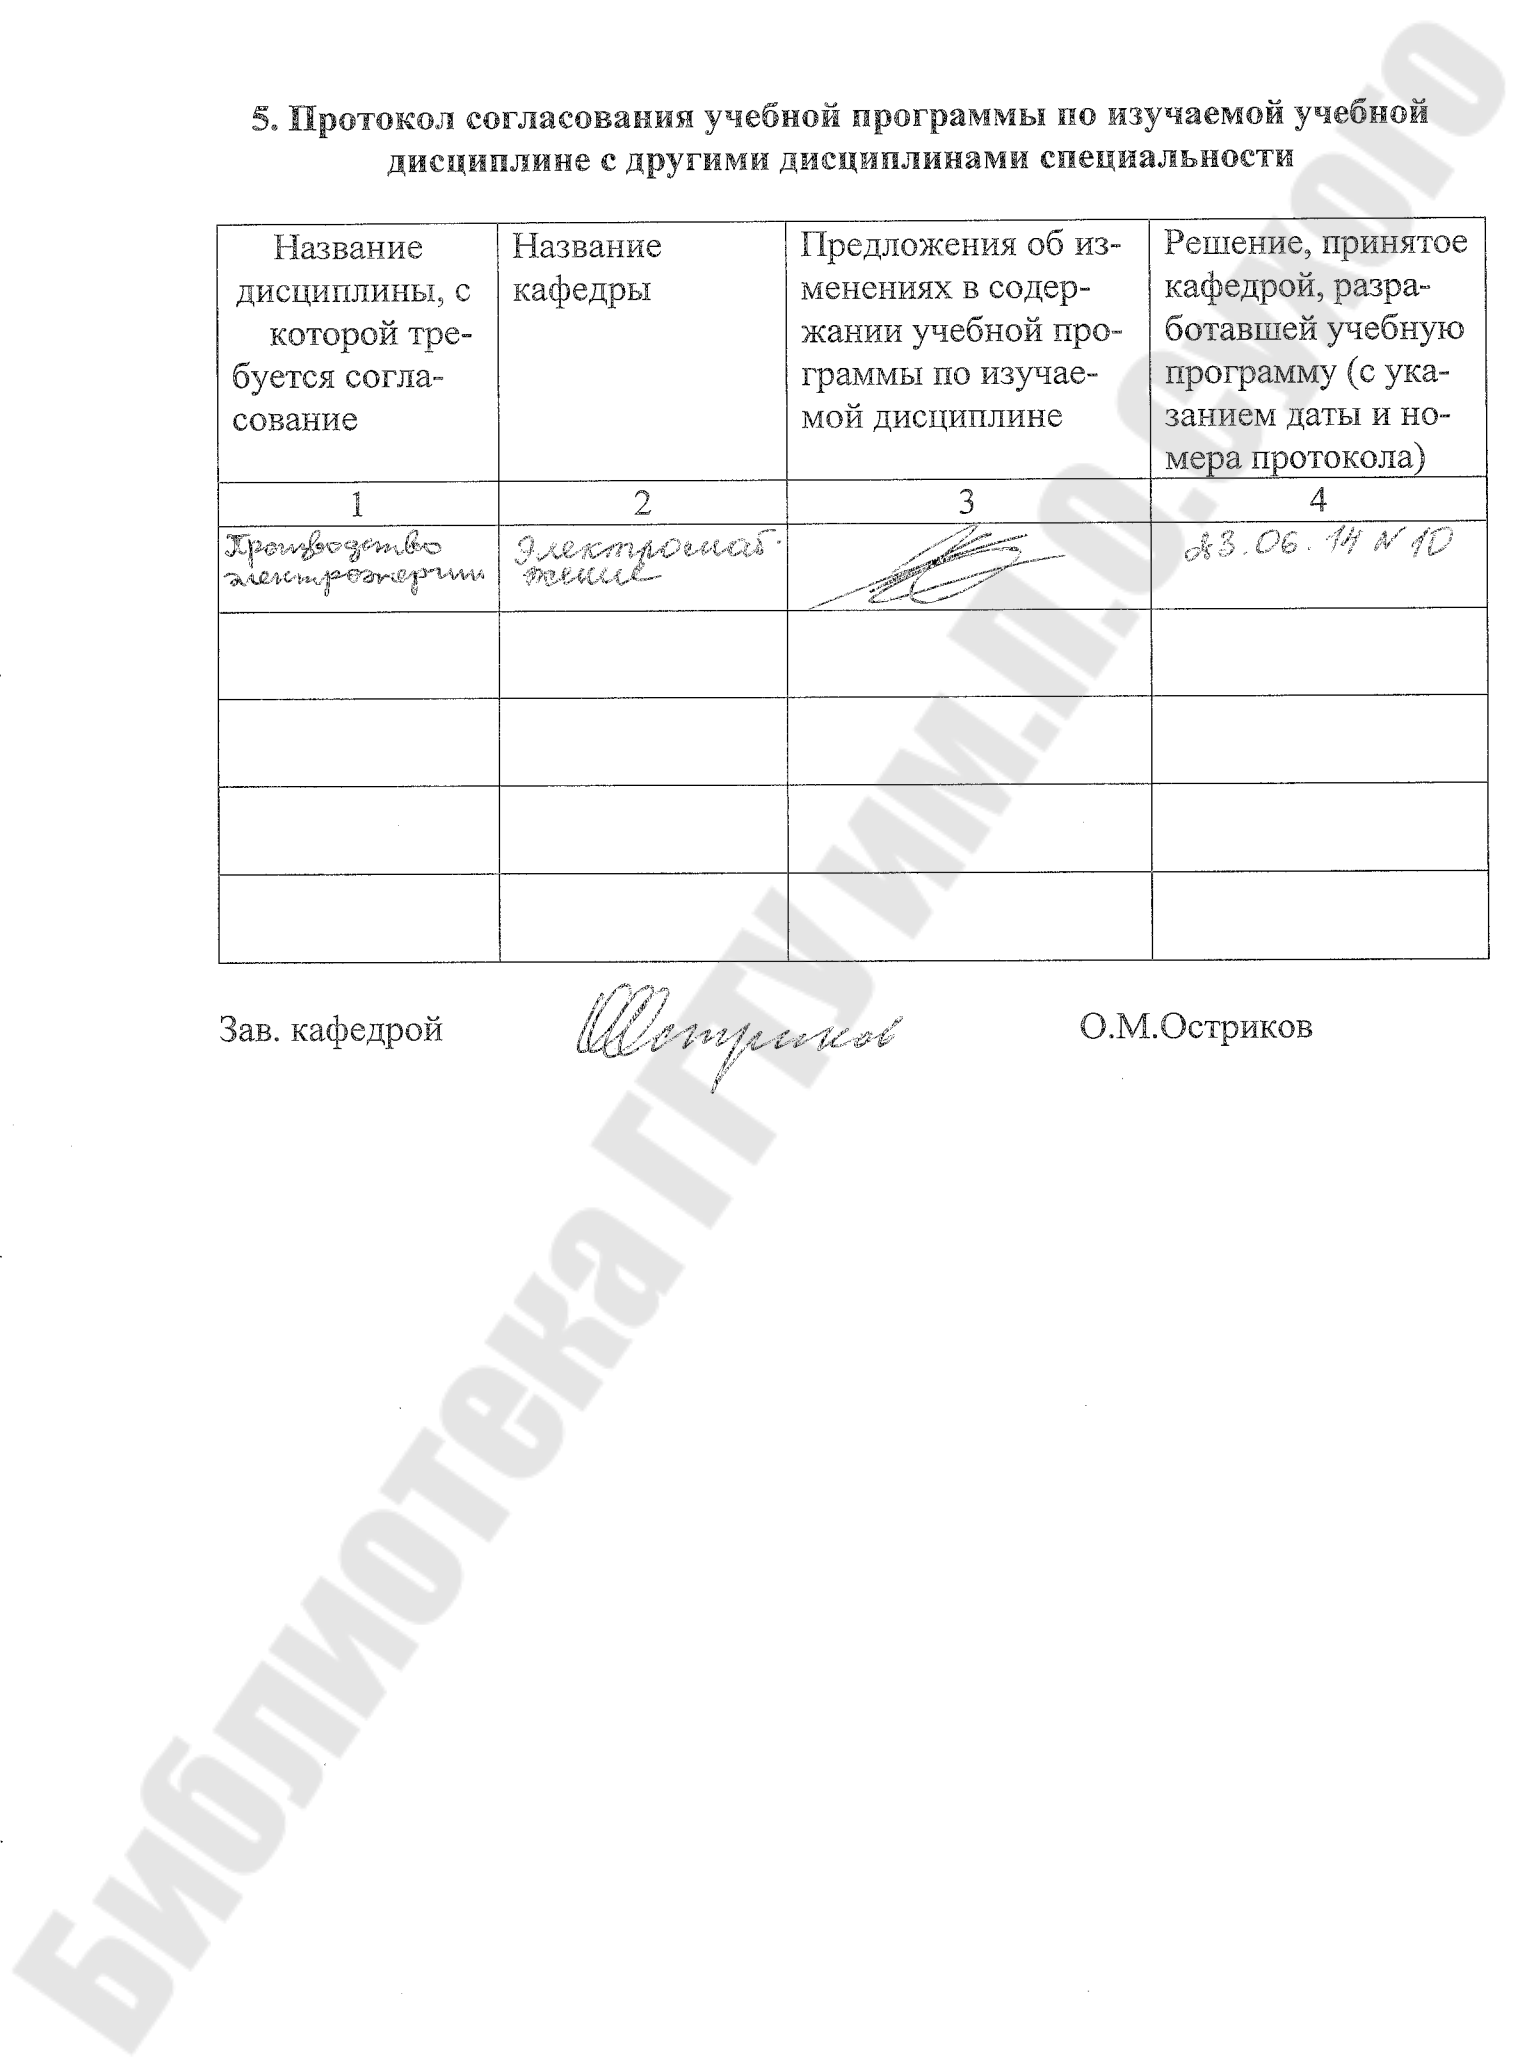 5. Протокол согласования учебной программы по изучаемой учебной
дисциплине с другими дисциплинами специальности
Название
дисциплины, с
которой тре-
буется согла-
сование
Название
кафедры
Предложения об из-
менениях в содер-
жании учебной про-
граммы по изучае-
мой дисциплине
Решение, принятое
кафедрой, разра-
ботавшей учебную
программу (с ука-
занием даты и но-
мера протокола)
1
2
3
4
Производство
электроэнергии
Электроснаб-
жение
23.06.14 N 10
Зав. кафедрой
Остриков
О.М.Остриков
Библиотека ГГТУ им.П.О.Сухого